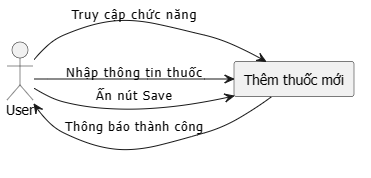 Truy cập chức năng
Nhập thông tin thuốc
Thêm thuốc mới
Ấn nút Save
User
Thông báo thành công